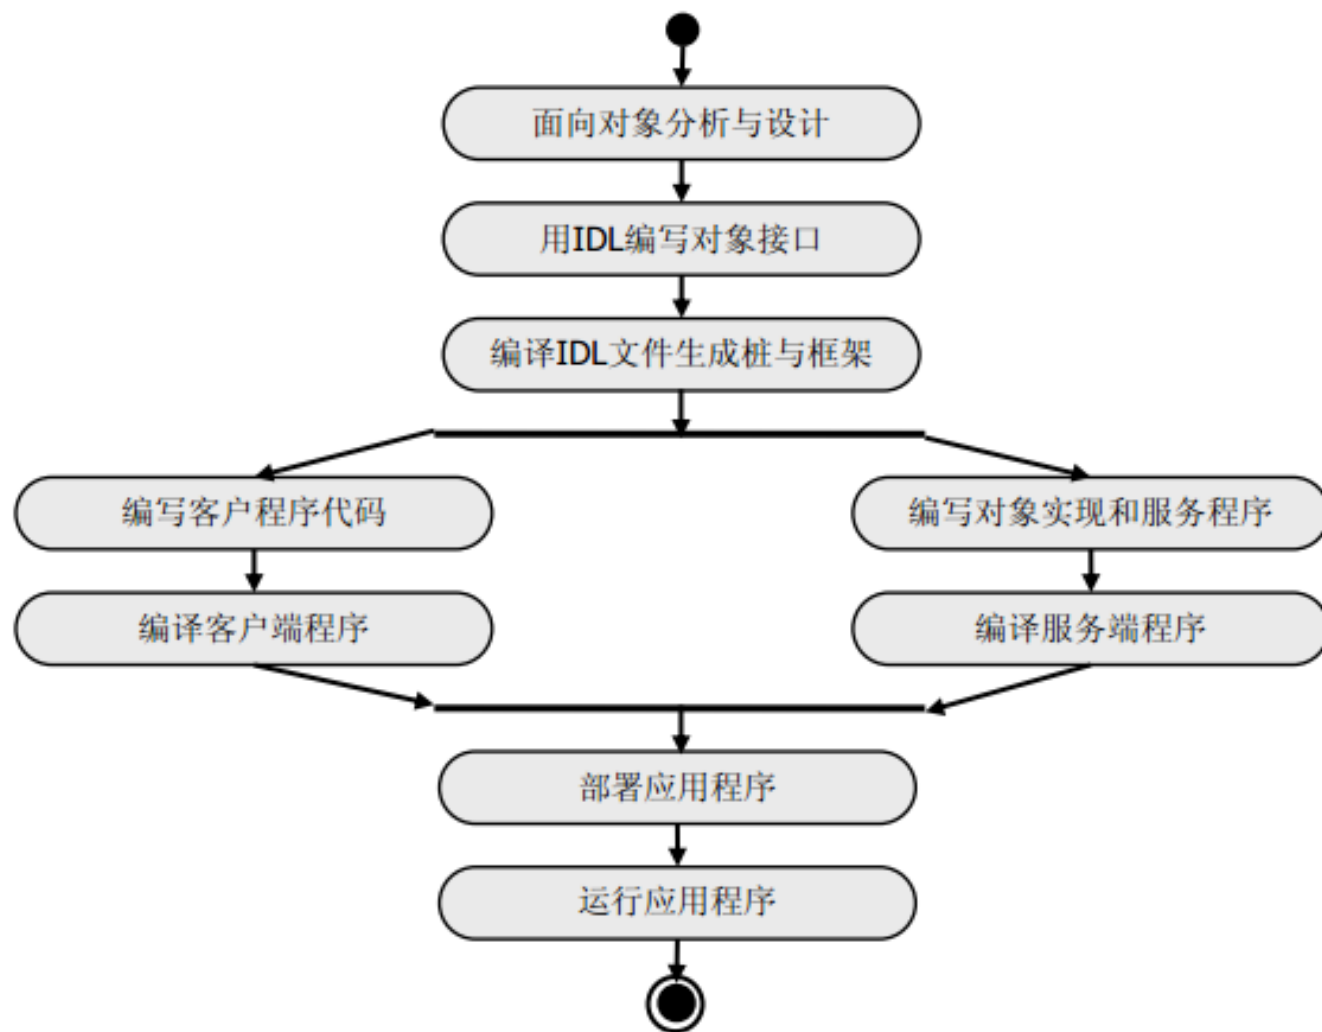 面向对象分析与设计
用IDL编写对象接口
编译IDL文件生成桩与框架
编写客户程序代码
编写对象实现和服务程序
编译客户端程序
编译服务端程序
部署应用程序
运行应用程序